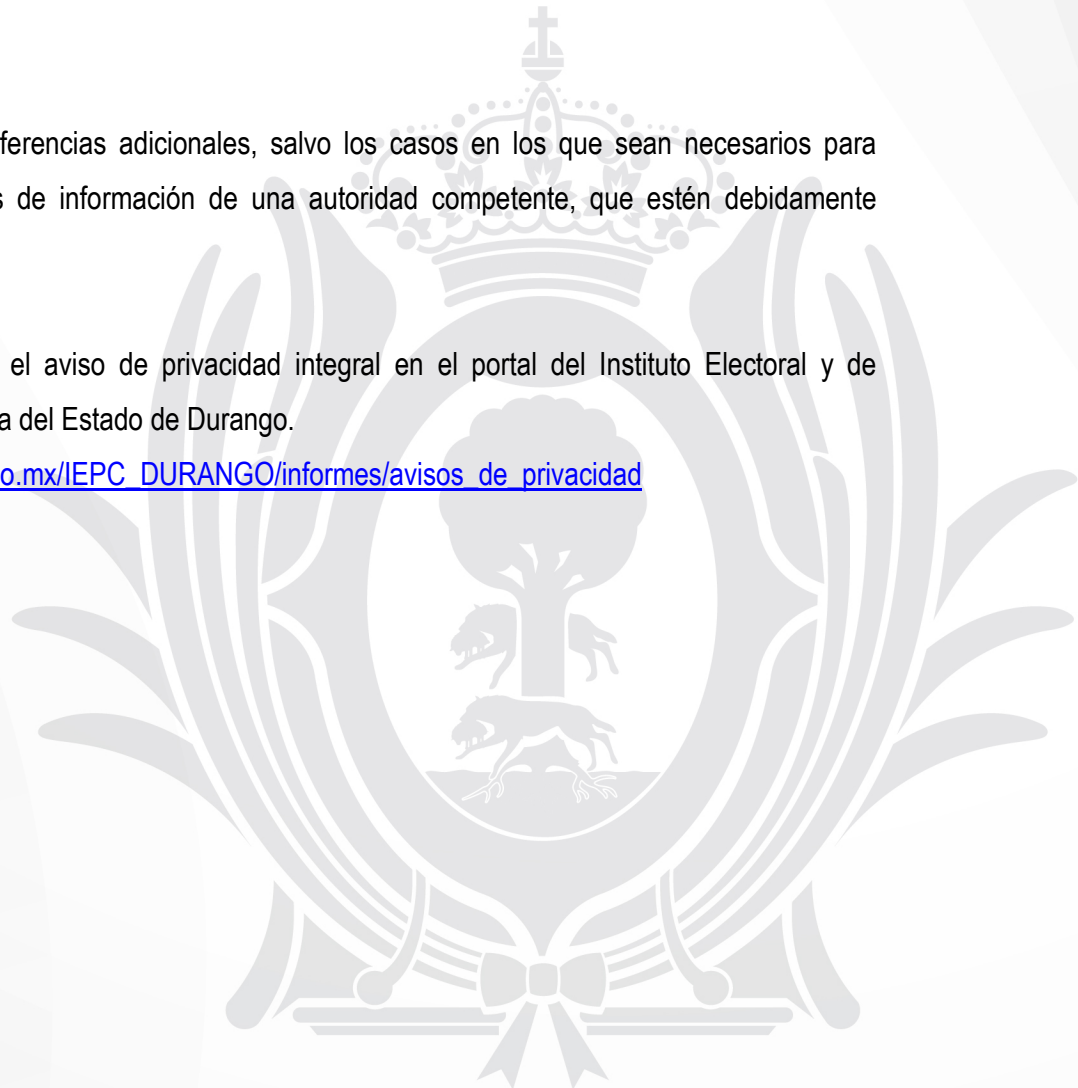 ferencias adicionales, salvo los casos en los que sean necesarios para
s de información de una autoridad competente, que estén debidamente
el aviso de privacidad integral en el portal del Instituto Electoral y de
a del Estado de Durango.
o.mx/IEPC_DURANGO/informes/avisos_de_privacidad